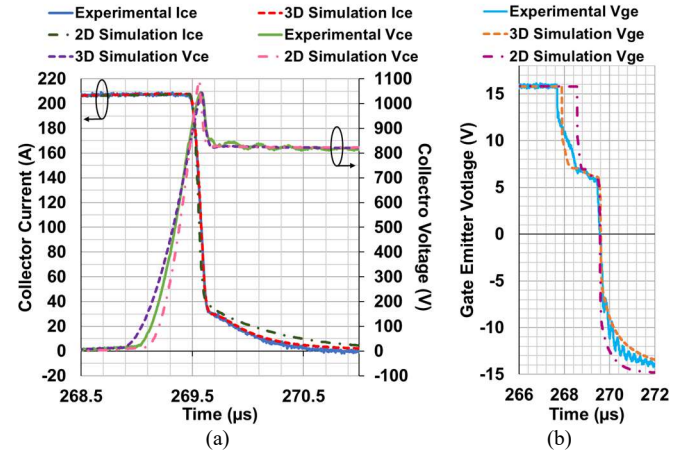 Experimental Ice
3D Simulation Ice
2D Simulation Ice
Experimental Vce
3D Simulation Vce
2D Simulation Vce
220
200
180
160
140
120
100
80
60
40
20
0
-20
Collector Current (A)
1100
1000
900
800
700
600
500
400
300
200
100
0
-100
Collectro Voltage (V)
268.5
269.5
270.5
Time (µs)
(a)
Experimental Vge
3D Simulation Vge
2D Simulation Vge
15
10
5
0
-5
-10
-15
Gate Emitter Votlage (V)
266
268
270
272
Time (µs)
(b)